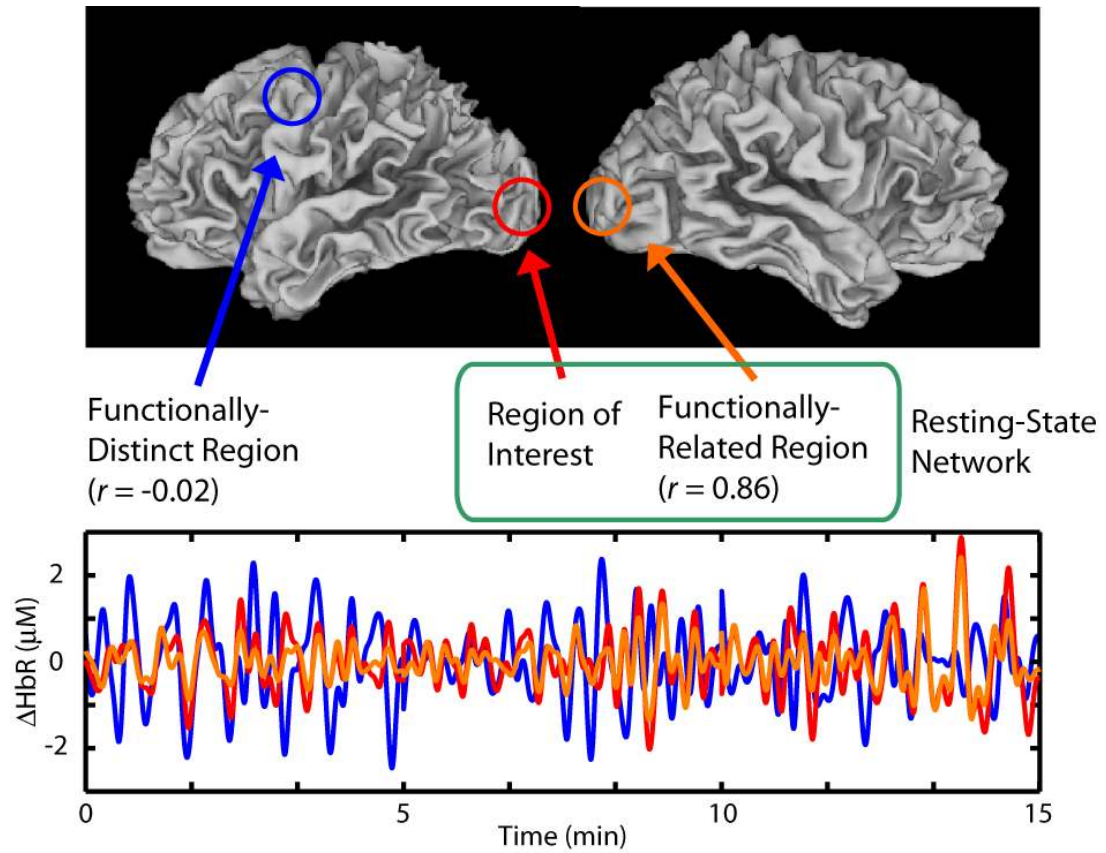 Functionally-
Distinct Region
(r = -0.02)
Region of
Interest
Functionally-
Related Region
(r = 0.86)
Resting-State
Network
ΔHbR (μM)
2
0
-2
0
5
10
15
Time (min)